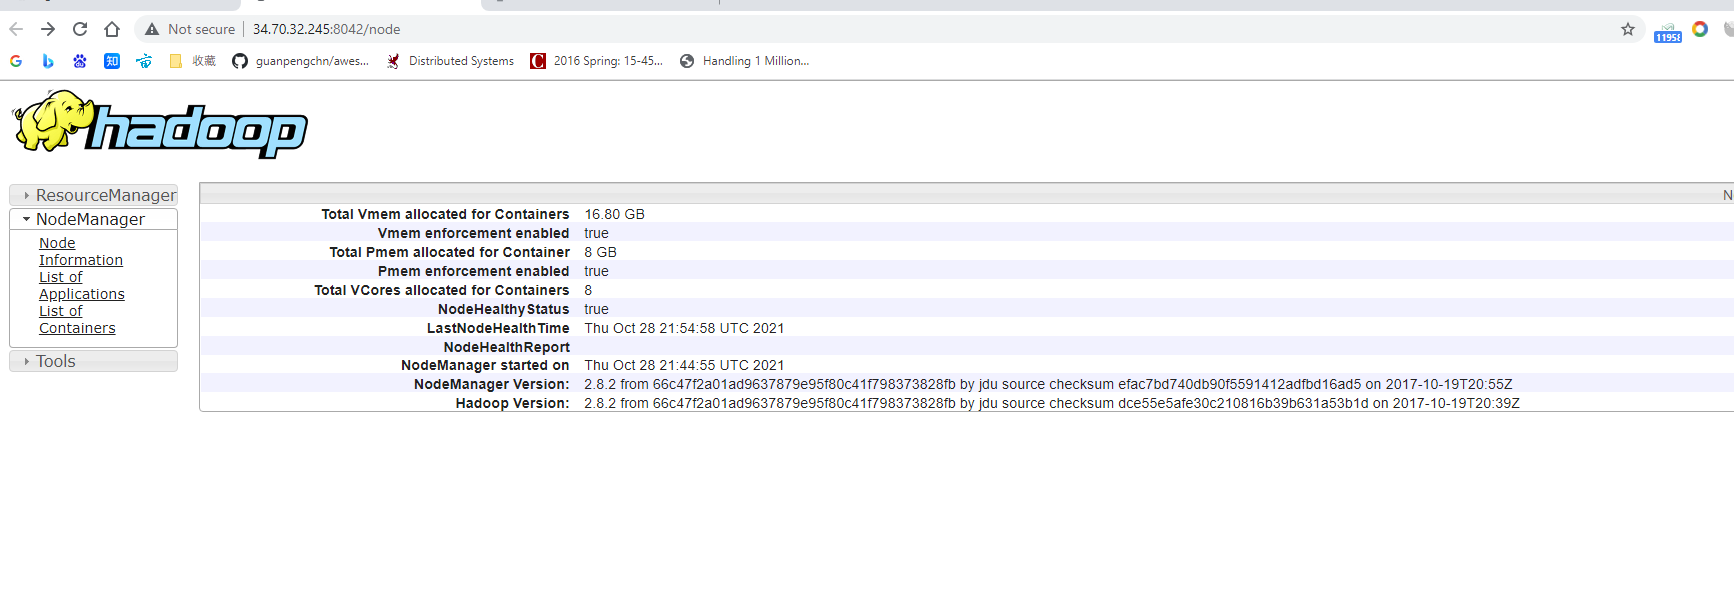 Not secure 34.70.32.245:8042/node
11958
知 收藏 guanpengchn/awes... Distributed Systems C 2016 Spring: 15-45... Handling 1 Million...
hadoop
ResourceManager
NodeManager
Node
Information
List of
Applications
List of
Containers
Tools
Total Vmem allocated for Containers 16.80 GB
Vmem enforcement enabled true
Total Pmem allocated for Container 8 GB
Pmem enforcement enabled true
Total VCores allocated for Containers 8
NodeHealthyStatus true
LastNodeHealthTime Thu Oct 28 21:54:58 UTC 2021
NodeHealthReport
NodeManager started on Thu Oct 28 21:44:55 UTC 2021
NodeManager Version: 2.8.2 from 66c47f2a01ad9637879e95f80c41f798373828fb by jdu source checksum efac7bd740db90f5591412adfbd16ad5 on 2017-10-19T20:55Z
Hadoop Version: 2.8.2 from 66c47f2a01ad9637879e95f80c41f798373828fb by jdu source checksum dce55e5afe30c210816b39b631a53b1d on 2017-10-19T20:39Z